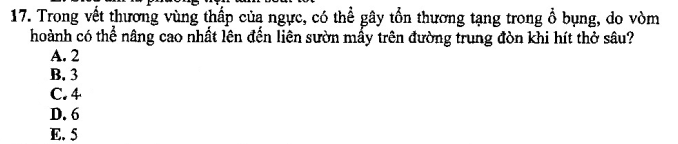 17. Trong vết thương vùng thấp của ngực, có thể gây tổn thương tạng trong ổ bụng, do vòm
hoành có thể nâng cao nhất lên đến liên sườn mấy trên đường trung đòn khi hít thở sâu?
A. 2
B. 3
C. 4
D. 6
E. 5